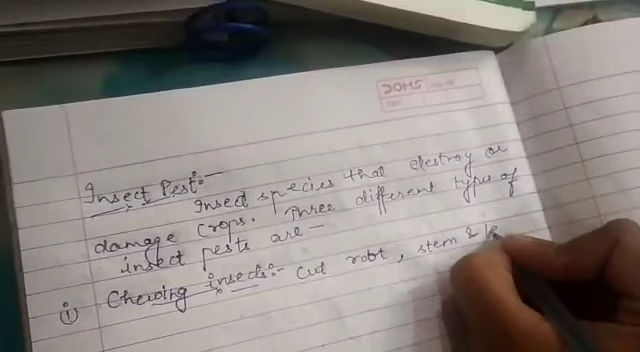 DOMS
Insect Pest:-
Insect species that destroy or
damage crops. Three different types of
insect pests are -
(i) Chewing insects:- Cut root, stem &